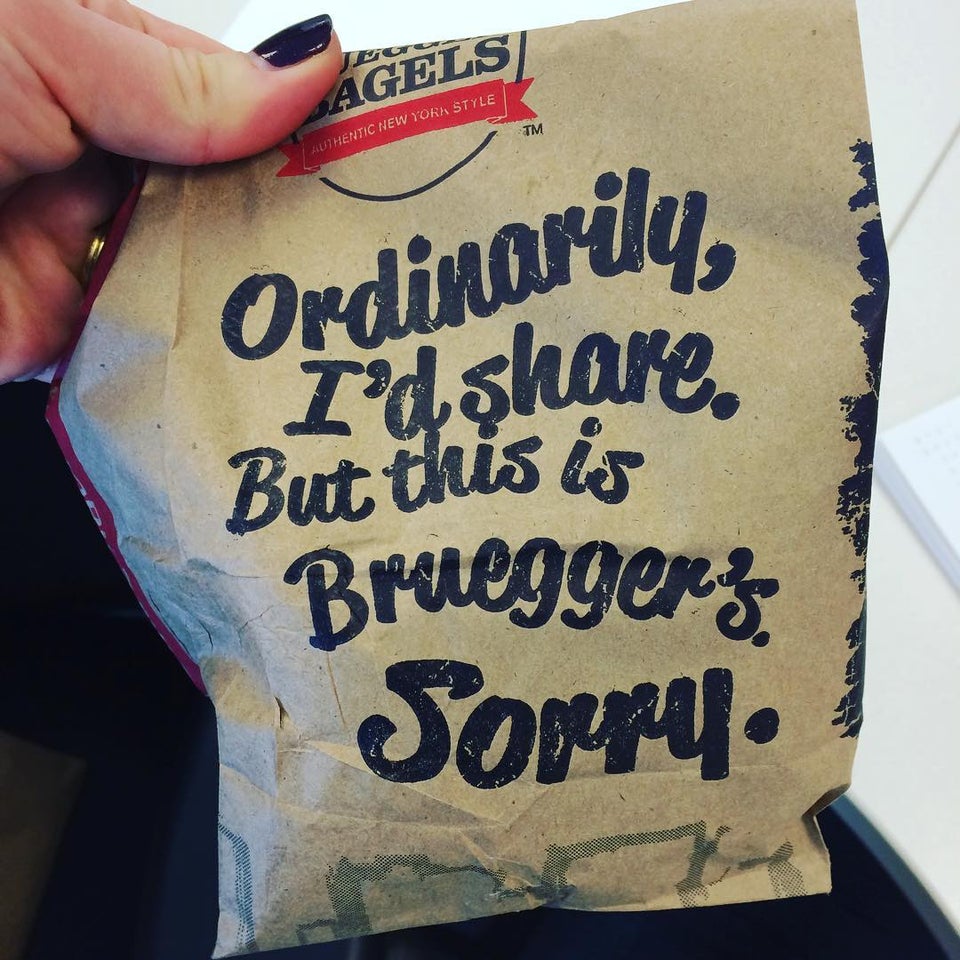 BAGELS
AUTHENTIC NEW YORK STYLE
TM
Ordinarily,
I'd share.
But this is
Bruegger's.
Sorry.